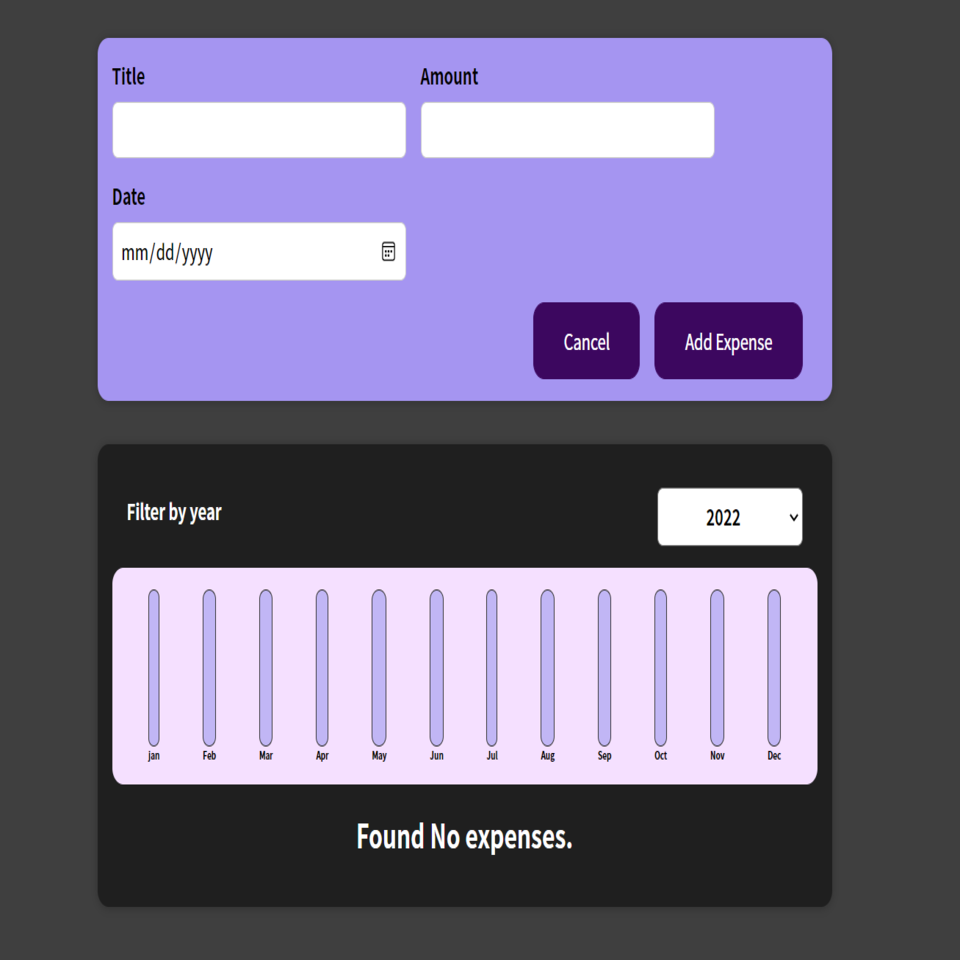 Title Amount
Date
mm/dd/yyyy
Cancel Add Expense
Filter by year 2022
jan Feb Mar Apr May Jun Jul Aug Sep Oct Nov Dec
Found No expenses.